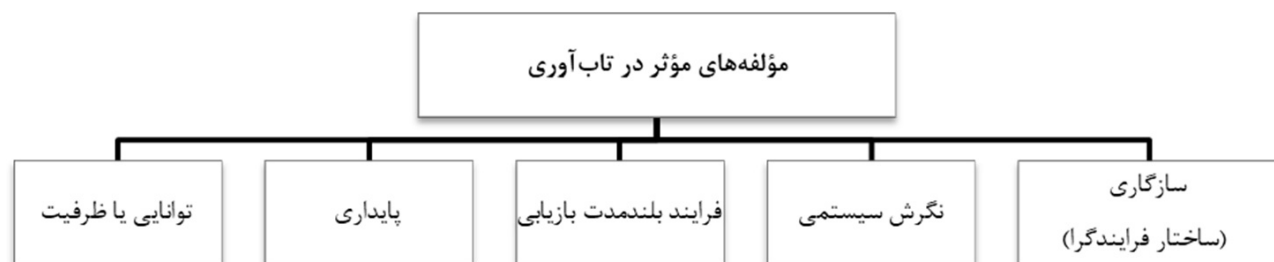 مؤلفه‌های مؤثر در تاب‌آوری
سازگاری
(ساختار فرایندگرا)
نگرش سیستمی
فرایند بلندمدت بازیابی
پایداری
توانایی یا ظرفیت